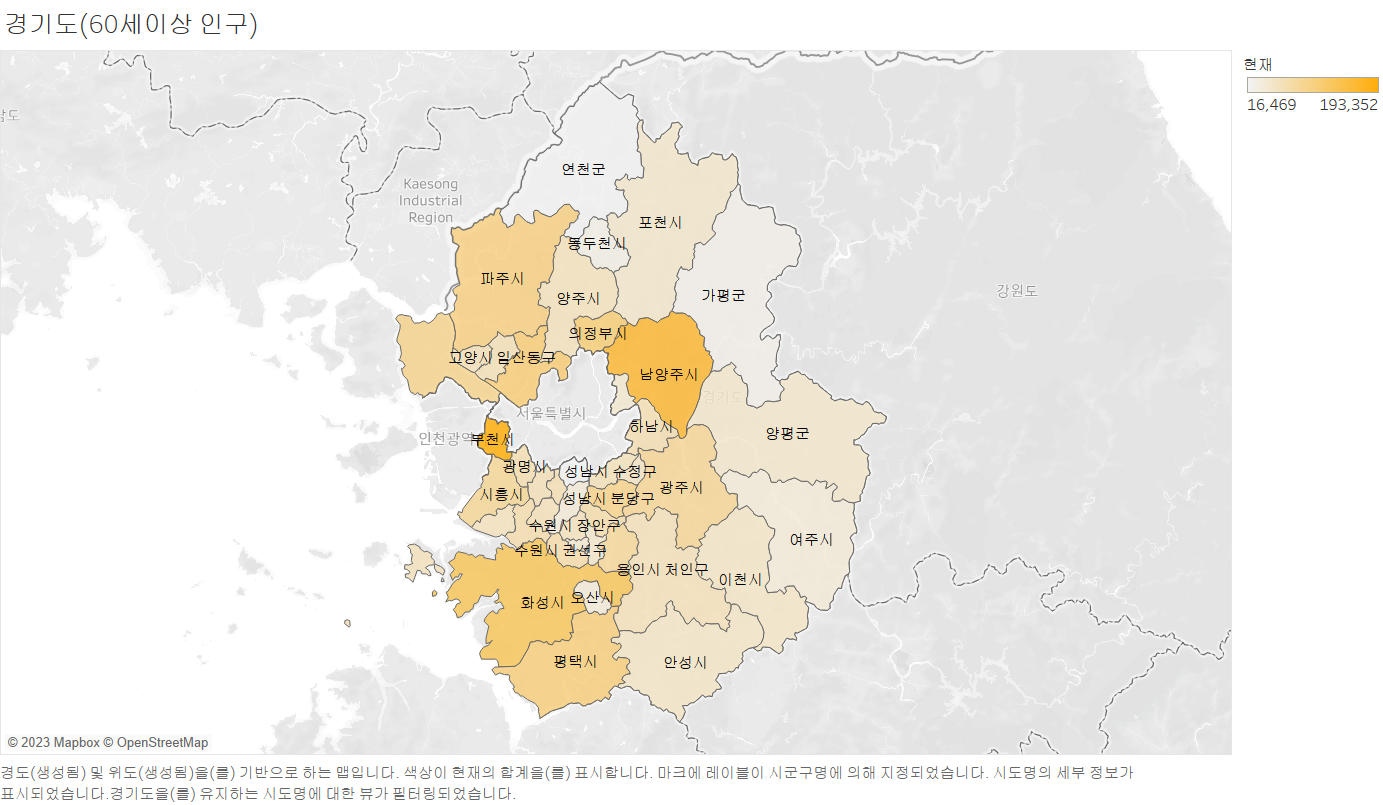 경기도(60세이상 인구)
현재
16,469 193,352
남도
Kaesong
Industrial
Region
연천군
포천시
동두천시
파주시
양주시
가평군
강원도
의정부시
고양시 일산동구
남양주시
경기도
서울특별시
인천광역
부천시
하남시
양평군
광명시
성남시 수정구
시흥시
성남시 분당구
광주시
수원시 장안구
수원시 권선구
여주시
용인시 처인구
이천시
화성시
오산시
평택시
안성시
© 2023 Mapbox © OpenStreetMap
경도(생성됨) 및 위도(생성됨)을(를) 기반으로 하는 맵입니다. 색상이 현재의 합계을(를) 표시합니다. 마크에 레이블이 시군구명에 의해 지정되었습니다. 시도명의 세부 정보가
표시되었습니다.경기도을(를) 유지하는 시도명에 대한 뷰가 필터링되었습니다.